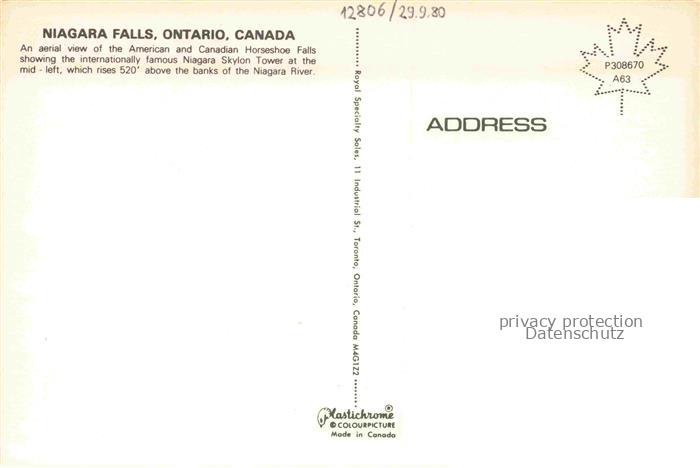 12806/29.9.80
NIAGARA FALLS, ONTARIO, CANADA
An aerial view of the American and Canadian Horseshoe Falls
showing the internationally famous Niagara Skylon Tower at the
mid - left, which rises 520' above the banks of the Niagara River.
P308670
A63
ADDRESS
Royal Specialty Sales, 11 Industrial St., Toronto, Ontario, Canada M4G1Z2
privacy protection
Datenschutz
Plastichrome ®
© COLOURPICTURE
Made in Canada